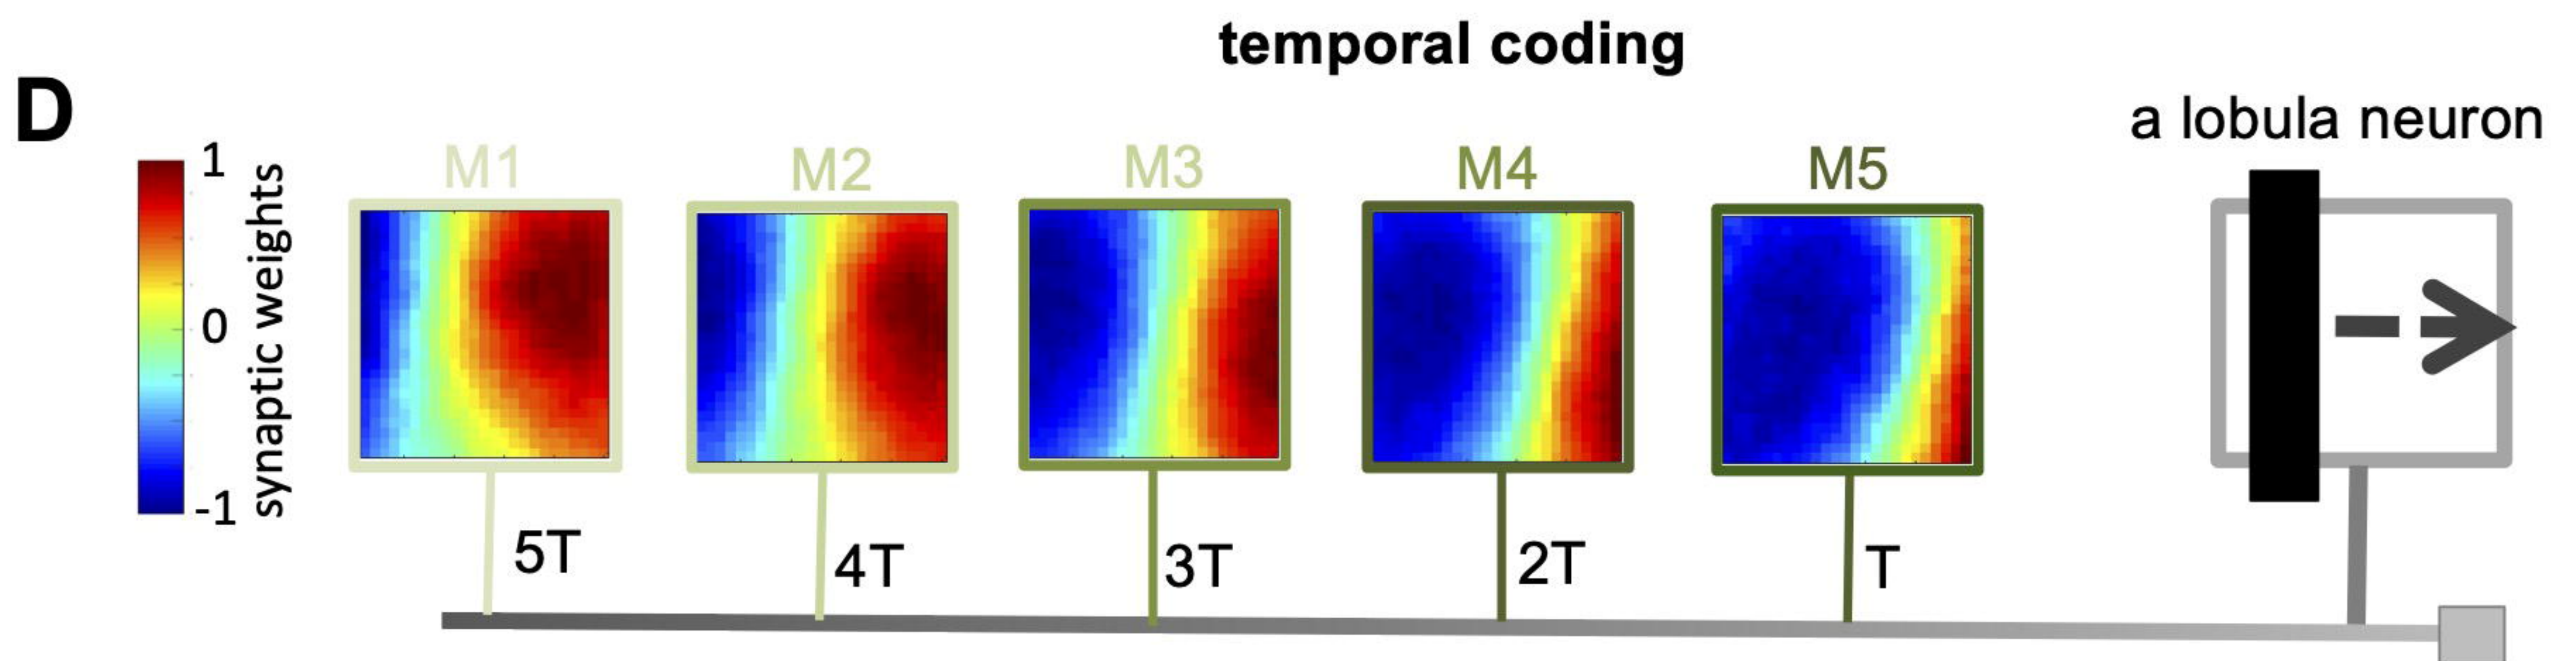 temporal coding
D
a lobula neuron
M1
M2
M3
M4
M5
1
0
-1
synaptic weights
5T
4T
3T
2T
T